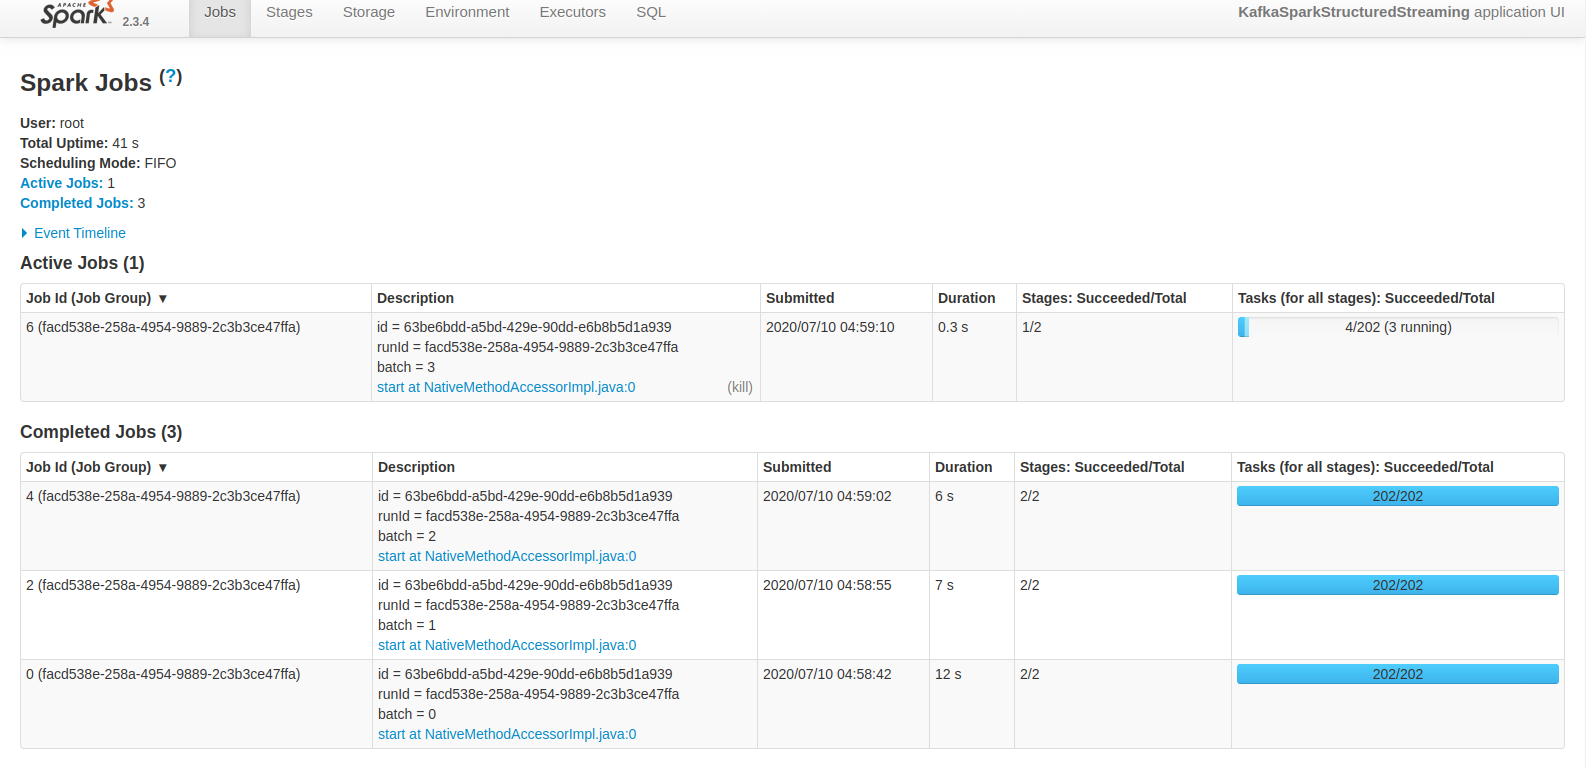 APACHE
Spark 2.3.4 Jobs Stages Storage Environment Executors SQL KafkaSparkStructuredStreaming application UI
Spark Jobs (?)
User: root
Total Uptime: 41 s
Scheduling Mode: FIFO
Active Jobs: 1
Completed Jobs: 3
Event Timeline
Active Jobs (1)
Job Id (Job Group) ▼ Description Submitted Duration Stages: Succeeded/Total Tasks (for all stages): Succeeded/Total
6 (facd538e-258a-4954-9889-2c3b3ce47ffa) id = 63be6bdd-a5bd-429e-90dd-e6b8b5d1a939 2020/07/10 04:59:10 0.3 s 1/2 4/202 (3 running)
runId = facd538e-258a-4954-9889-2c3b3ce47ffa
batch = 3
start at NativeMethodAccessorImpl.java:0 (kill)
Completed Jobs (3)
Job Id (Job Group) ▼ Description Submitted Duration Stages: Succeeded/Total Tasks (for all stages): Succeeded/Total
4 (facd538e-258a-4954-9889-2c3b3ce47ffa) id = 63be6bdd-a5bd-429e-90dd-e6b8b5d1a939 2020/07/10 04:59:02 6 s 2/2 202/202
runId = facd538e-258a-4954-9889-2c3b3ce47ffa
batch = 2
start at NativeMethodAccessorImpl.java:0
2 (facd538e-258a-4954-9889-2c3b3ce47ffa) id = 63be6bdd-a5bd-429e-90dd-e6b8b5d1a939 2020/07/10 04:58:55 7 s 2/2 202/202
runId = facd538e-258a-4954-9889-2c3b3ce47ffa
batch = 1
start at NativeMethodAccessorImpl.java:0
0 (facd538e-258a-4954-9889-2c3b3ce47ffa) id = 63be6bdd-a5bd-429e-90dd-e6b8b5d1a939 2020/07/10 04:58:42 12 s 2/2 202/202
runId = facd538e-258a-4954-9889-2c3b3ce47ffa
batch = 0
start at NativeMethodAccessorImpl.java:0